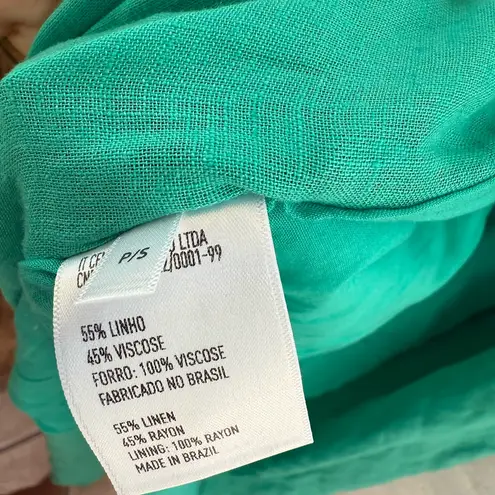 P/S
LTDA
/0001-99
55% LINHO
45% VISCOSE
FORRO: 100% VISCOSE
FABRICADO NO BRASIL
55% LINEN
45% RAYON
LINING: 100% RAYON
MADE IN BRAZIL